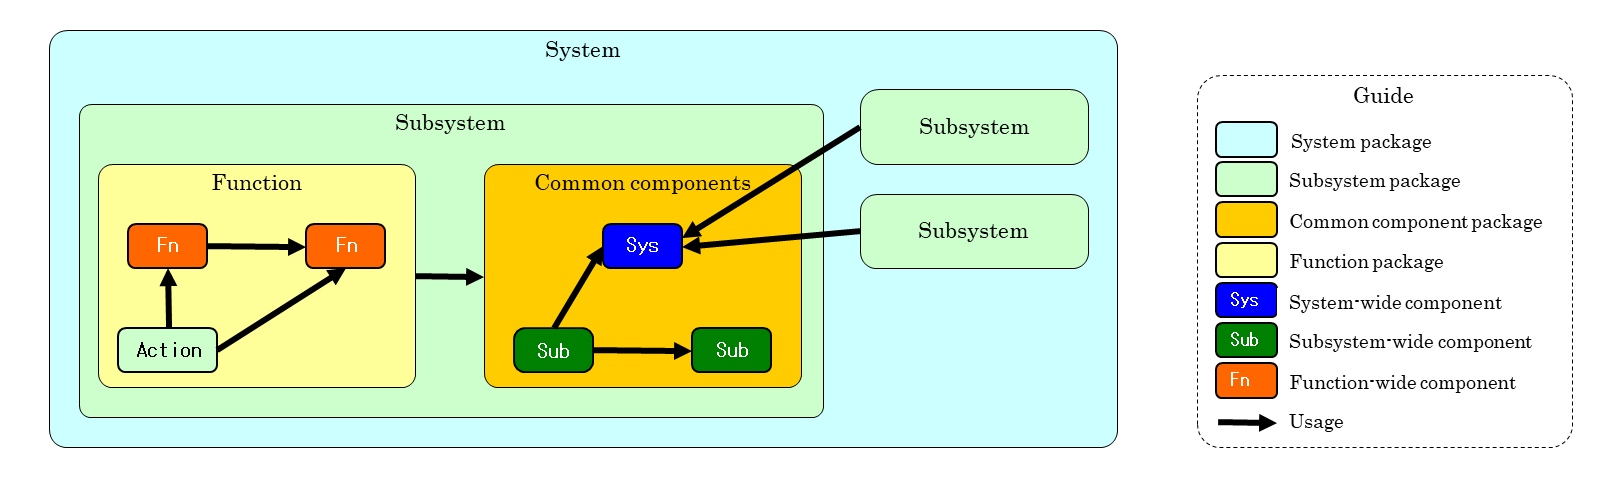 System
Subsystem
Function
Common components
Fn
Fn
Sys
Action
Sub
Sub
Subsystem
Subsystem
Guide
System package
Subsystem package
Common component package
Function package
Sys System-wide component
Sub Subsystem-wide component
Fn Function-wide component
Usage